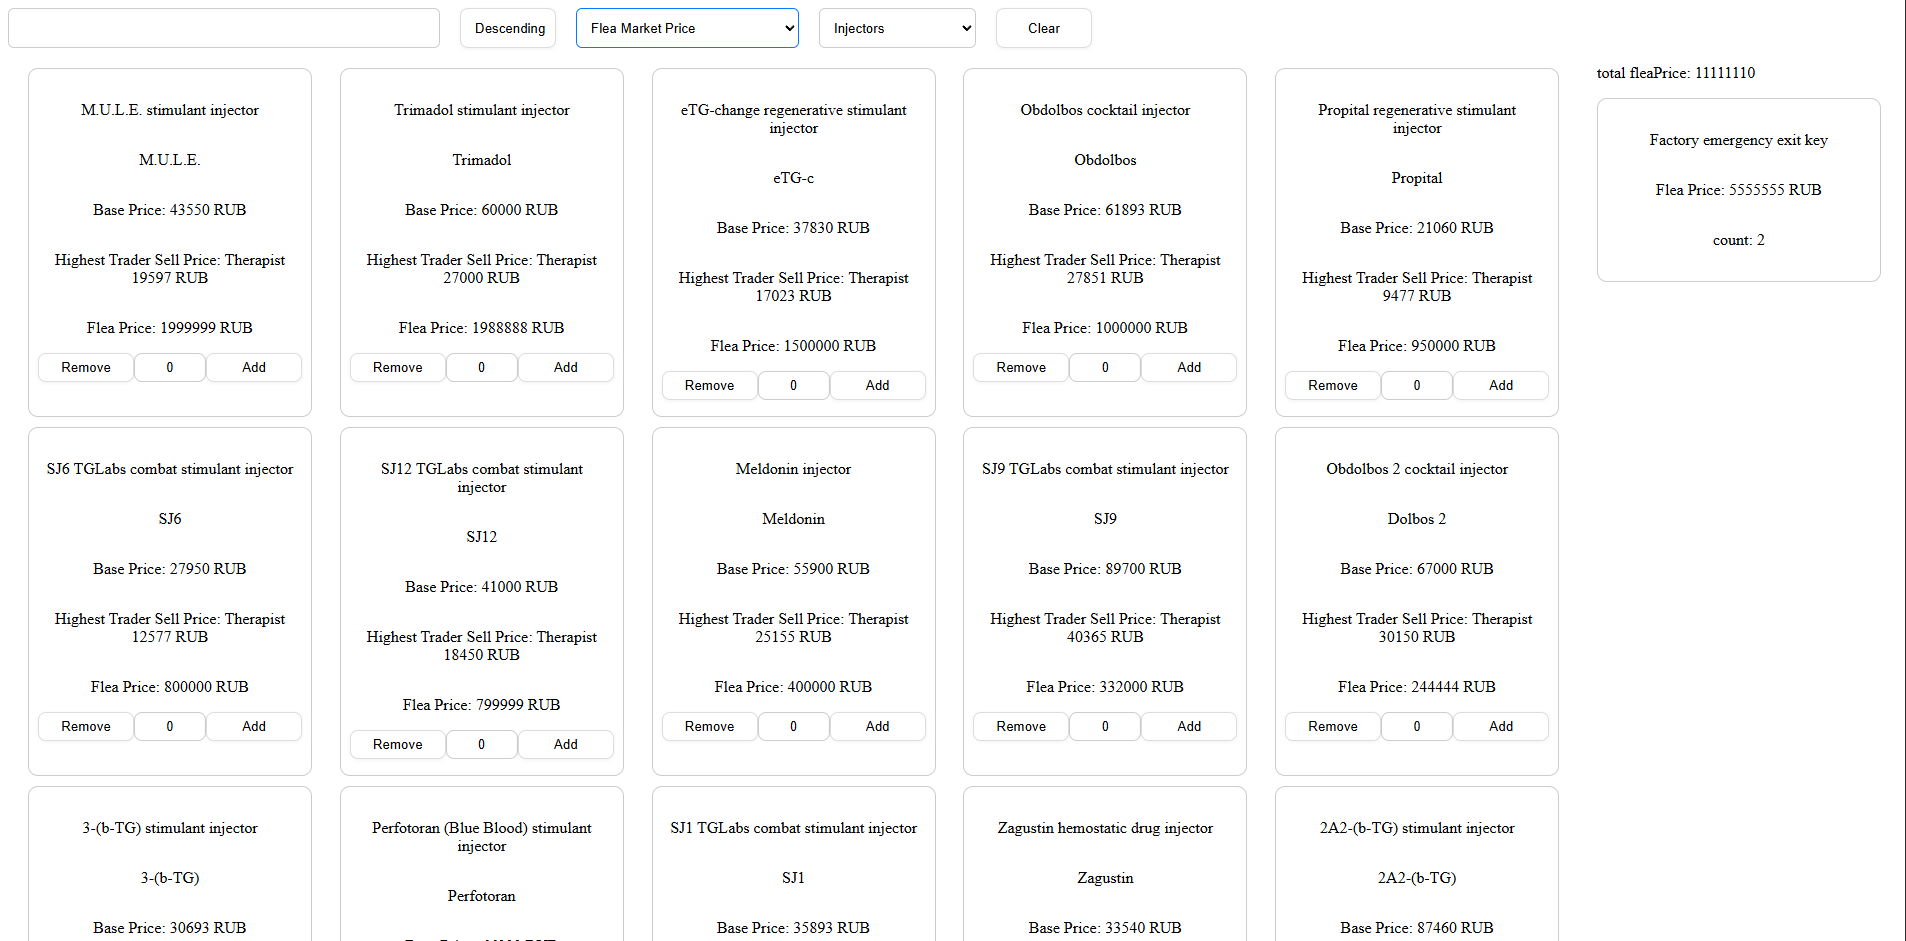 Descending
Flea Market Price
Injectors
Clear
total fleaPrice: 11111110
M.U.L.E. stimulant injector
M.U.L.E.
Base Price: 43550 RUB
Highest Trader Sell Price: Therapist
19597 RUB
Flea Price: 1999999 RUB
Remove
0
Add
Trimadol stimulant injector
Trimadol
Base Price: 60000 RUB
Highest Trader Sell Price: Therapist
27000 RUB
Flea Price: 1988888 RUB
Remove
0
Add
eTG-change regenerative stimulant
injector
eTG-c
Base Price: 37830 RUB
Highest Trader Sell Price: Therapist
17023 RUB
Flea Price: 1500000 RUB
Remove
0
Add
Obdolbos cocktail injector
Obdolbos
Base Price: 61893 RUB
Highest Trader Sell Price: Therapist
27851 RUB
Flea Price: 1000000 RUB
Remove
0
Add
Propital regenerative stimulant
injector
Propital
Base Price: 21060 RUB
Highest Trader Sell Price: Therapist
9477 RUB
Flea Price: 950000 RUB
Remove
0
Add
Factory emergency exit key
Flea Price: 5555555 RUB
count: 2
SJ6 TGLabs combat stimulant injector
SJ6
Base Price: 27950 RUB
Highest Trader Sell Price: Therapist
12577 RUB
Flea Price: 800000 RUB
Remove
0
Add
SJ12 TGLabs combat stimulant
injector
SJ12
Base Price: 41000 RUB
Highest Trader Sell Price: Therapist
18450 RUB
Flea Price: 799999 RUB
Remove
0
Add
Meldonin injector
Meldonin
Base Price: 55900 RUB
Highest Trader Sell Price: Therapist
25155 RUB
Flea Price: 400000 RUB
Remove
0
Add
SJ9 TGLabs combat stimulant injector
SJ9
Base Price: 89700 RUB
Highest Trader Sell Price: Therapist
40365 RUB
Flea Price: 332000 RUB
Remove
0
Add
Obdolbos 2 cocktail injector
Dolbos 2
Base Price: 67000 RUB
Highest Trader Sell Price: Therapist
30150 RUB
Flea Price: 244444 RUB
Remove
0
Add
3-(b-TG) stimulant injector
3-(b-TG)
Base Price: 30693 RUB
Perfotoran (Blue Blood) stimulant
injector
Perfotoran
SJ1 TGLabs combat stimulant injector
SJ1
Base Price: 35893 RUB
Zagustin hemostatic drug injector
Zagustin
Base Price: 33540 RUB
2A2-(b-TG) stimulant injector
2A2-(b-TG)
Base Price: 87460 RUB